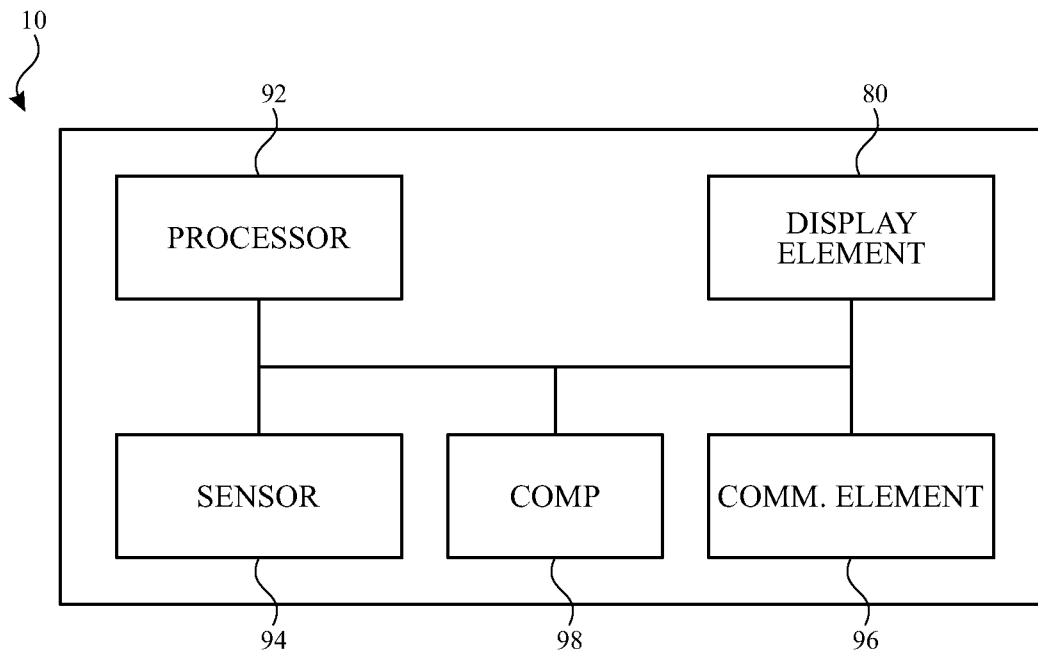 10
92
80
PROCESSOR
DISPLAY
ELEMENT
SENSOR
COMP
COMM. ELEMENT
94
98
96